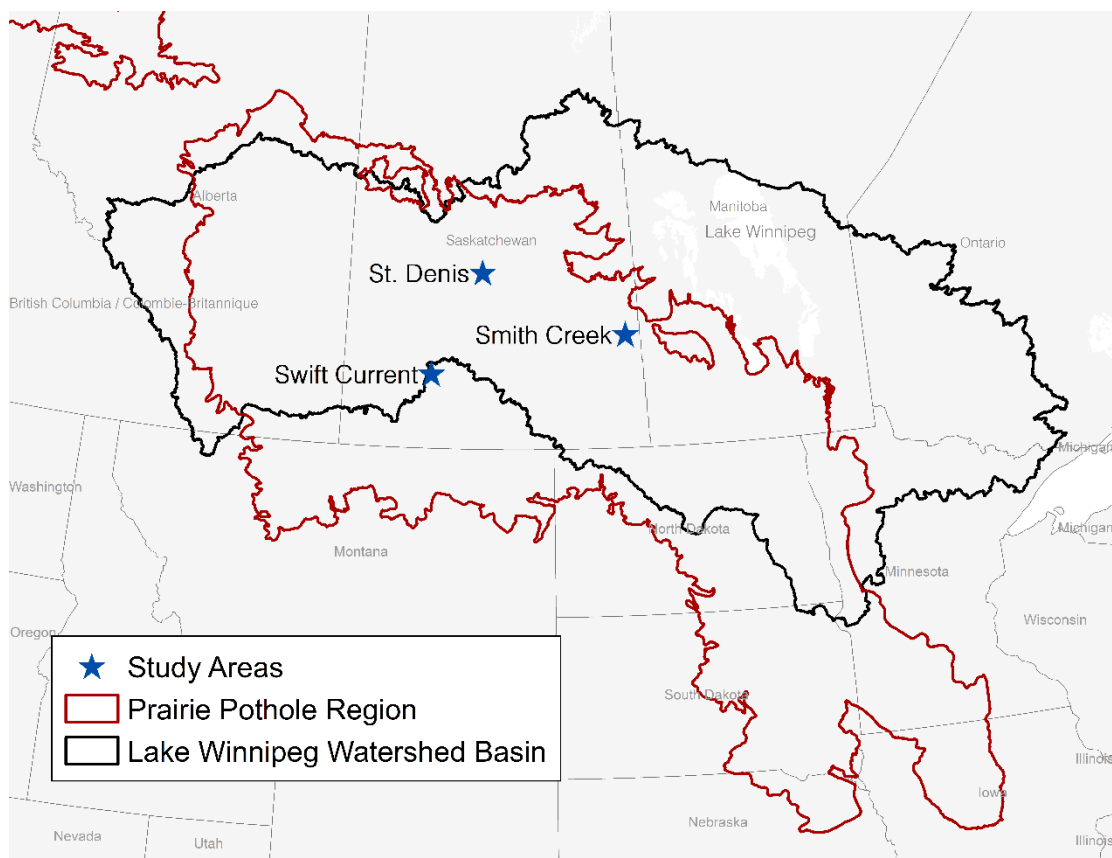 Alberta
Manitoba
Lake Winnipeg
Saskatchewan
Ontario
St. Denis
British Columbia / Colombie-Britannique
Smith Creek
Swift Current
Michigan
Washington
North Dakota
Michigan
Montana
Minnesota
Wisconsin
Oregon
Study Areas
South Dakota
Prairie Pothole Region
Lake Winnipeg Watershed Basin
Illinois
Iowa
Nebraska
Nevada
Utah
Illinois